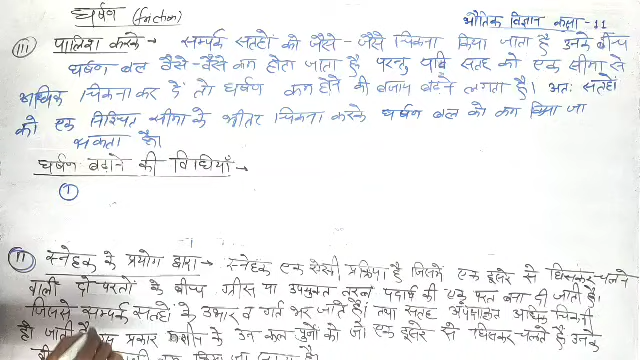 घर्षण (friction)
भौतिक विज्ञान कक्षा - 11
(III) पालिश करके → सम्पर्क सतहों को जैसे - जैसे चिकना किया जाता है उनके बीच
घर्षण बल वैसे - वैसे कम होता जाता है परन्तु यदि सतह को एक सीमा से
अधिक चिकना कर दें तो घर्षण कम होने की बजाय बढ़ने लगता है। अतः सतहों
को एक निश्चित सीमा के भीतर चिकना करके घर्षण बल को कम किया जा
सकता है।
घर्षण बढ़ाने की विधियाँ →
(1)
(II) स्नेहक के प्रयोग द्वारा → स्नेहक एक ऐसी प्रक्रिया है जिसमें एक दूसरे से घिसकर चलने
वाली दो परतों के बीच ग्रीस या उपयुक्त तरल पदार्थ की एक परत बना दी जाती है।
जिससे सम्पर्क सतहों के उभार व गर्त भर जाते हैं। तथा सतह अपेक्षाकृत अधिक चिकनी
हो जाती है प्रकार मशीन के उन कल पुर्जों को जो एक दूसरे से घिसकर चलते हैं उनके
किया जाता है।